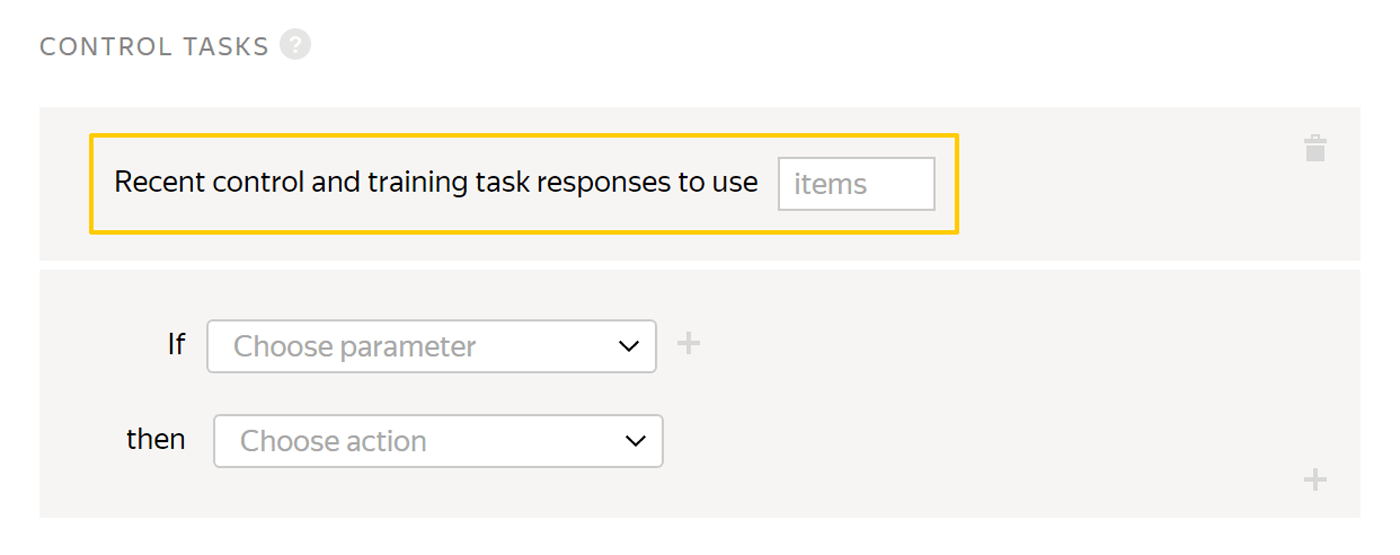 CONTROL TASKS ?
Recent control and training task responses to use items
If Choose parameter
then Choose action